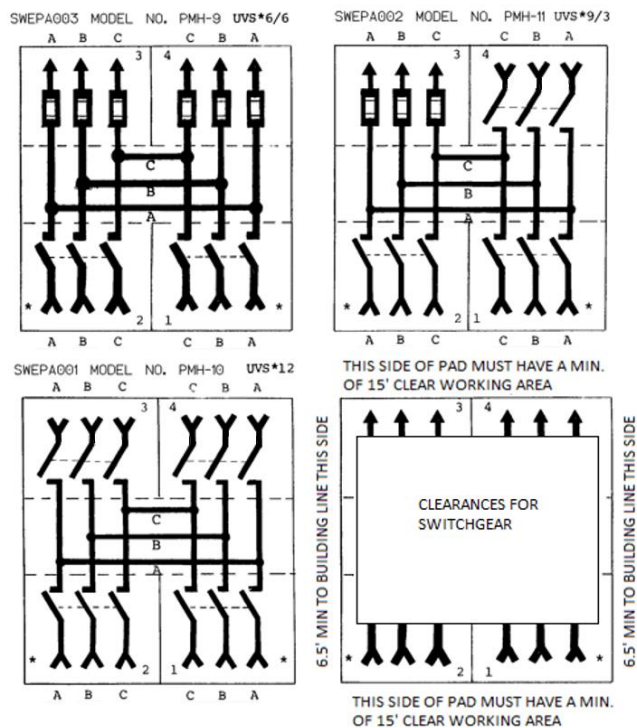 SWEPA003 MODEL NO. PMH-9 UVS*6/6
A B C C B A
3 4
C
B
A
* 2 1 *
A B C C B A
SWEPA002 MODEL NO. PMH-11 UVS*9/3
A B C C B A
3 4
C
B
A
* 2 1 *
A B C C B A
SWEPA001 MODEL NO. PMH-10 UVS*12
A B C C B A
3 4
C
B
A
* 2 1 *
A B C C B A
THIS SIDE OF PAD MUST HAVE A MIN.
OF 15' CLEAR WORKING AREA
6.5' MIN TO BUILDING LINE THIS SIDE
3 4
CLEARANCES FOR
SWITCHGEAR
* 2 1 *
6.5' MIN TO BUILDING LINE THIS SIDE
THIS SIDE OF PAD MUST HAVE A MIN.
OF 15' CLEAR WORKING AREA